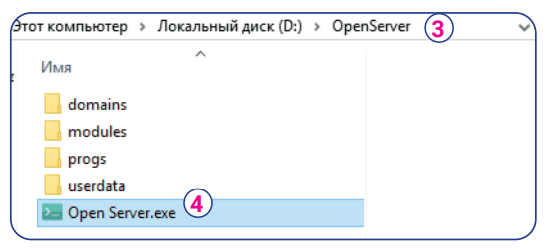 Этот компьютер > Локальный диск (D:) > OpenServer 3
Имя
domains
modules
progs
userdata
Open Server.exe 4